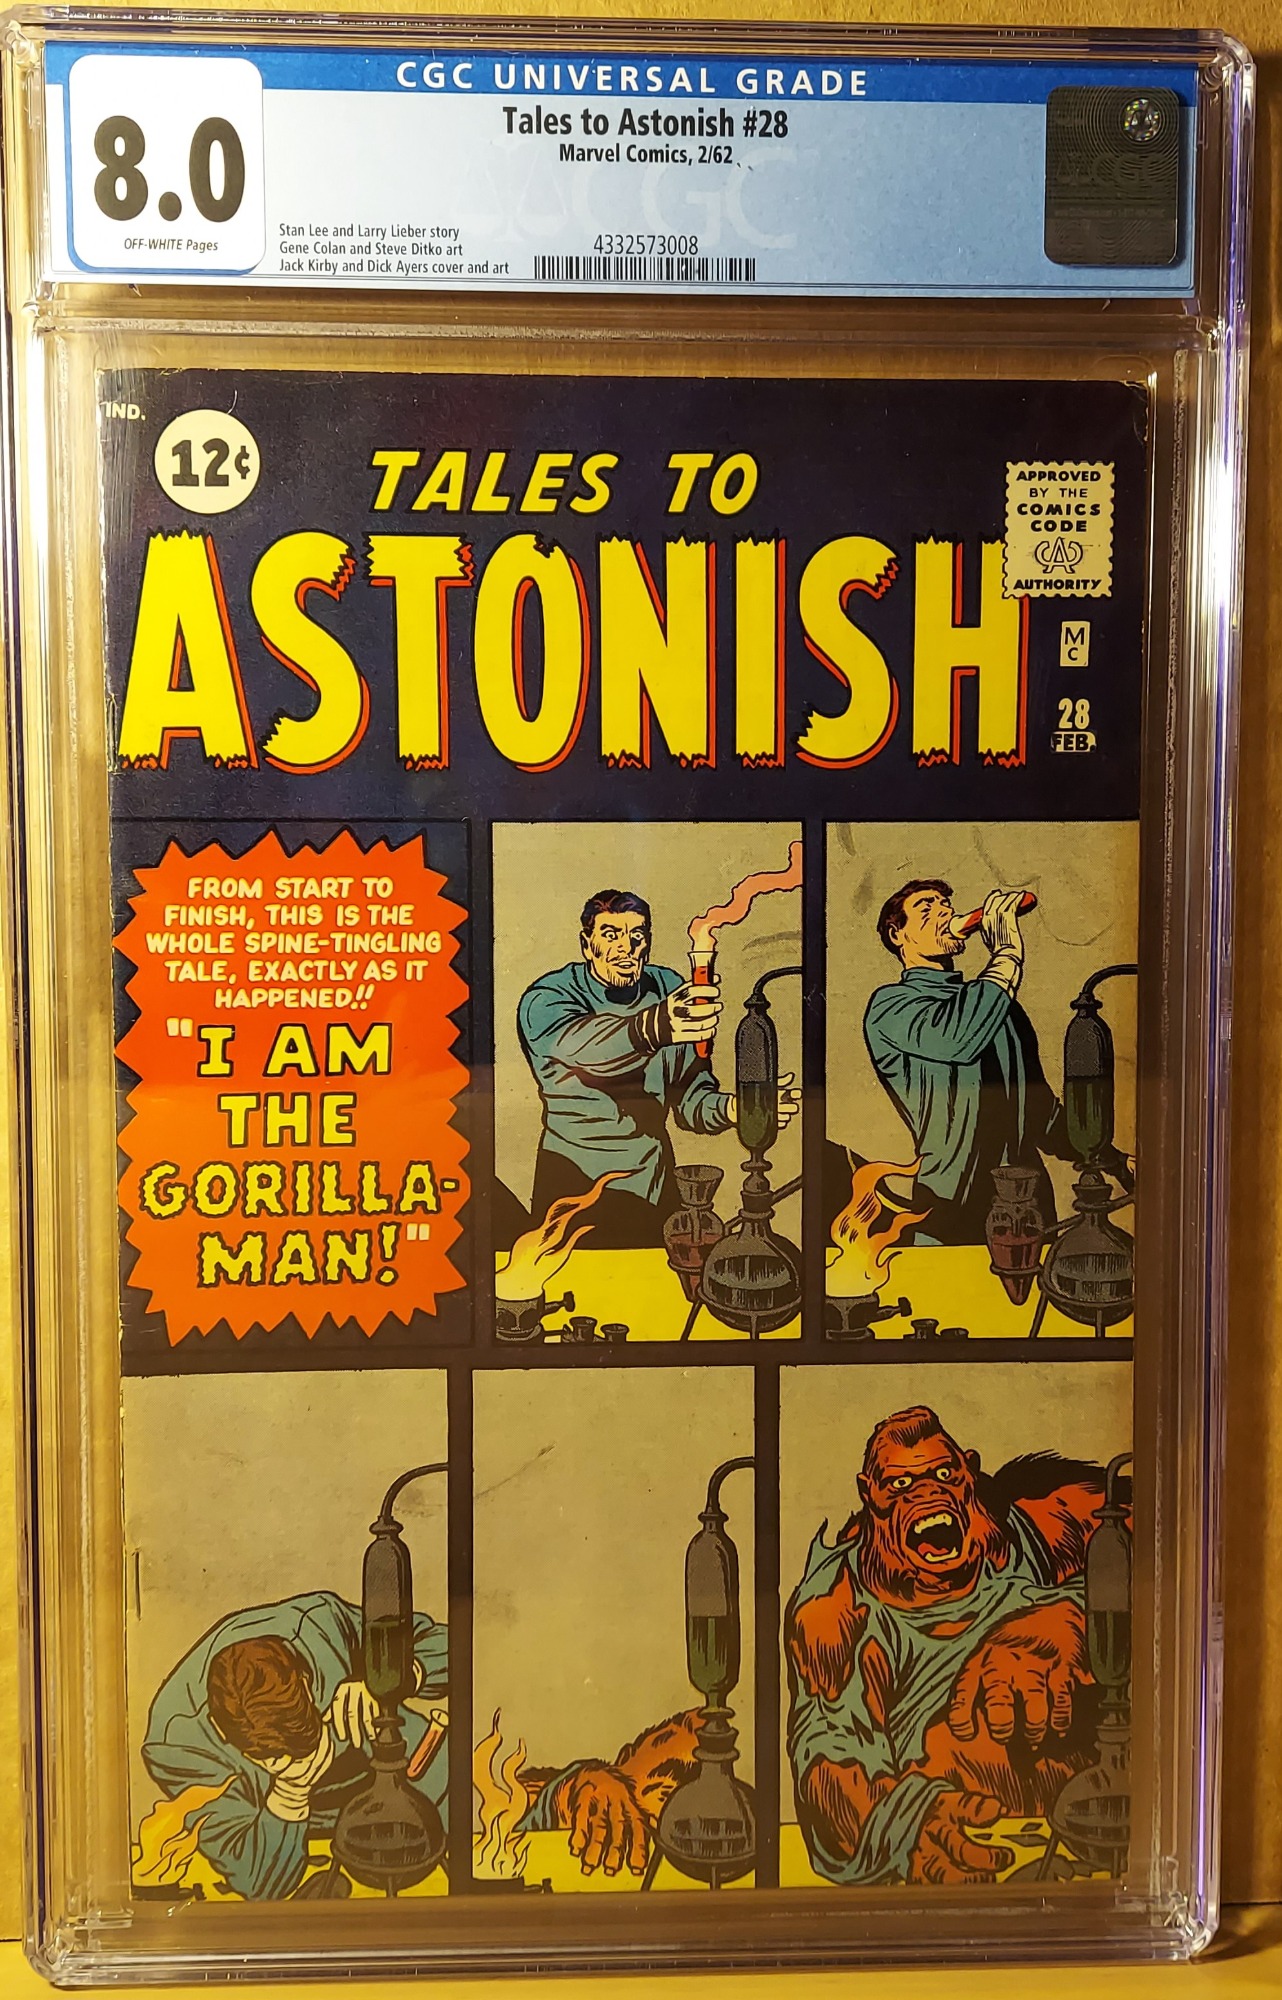 CGC UNIVERSAL GRADE
8.0
OFF-WHITE Pages
Tales to Astonish #28
Marvel Comics, 2/62
Stan Lee and Larry Lieber story
Gene Colan and Steve Ditko art
Jack Kirby and Dick Ayers cover and art
4332573008
CGC
IND.
12¢
TALES TO
ASTONISH
APPROVED
BY THE
COMICS
CODE
CA
AUTHORITY
M
C
28
FEB.
FROM START TO
FINISH, THIS IS THE
WHOLE SPINE-TINGLING
TALE, EXACTLY AS IT
HAPPENED!!
"I AM
THE
GORILLA-
MAN!"